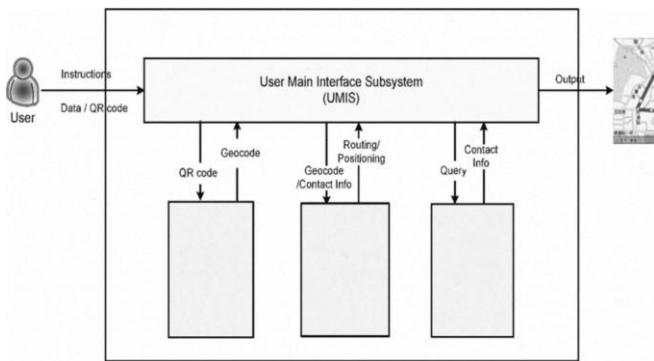 Instructions
User Main Interface Subsystem
(UMIS)
Output
User
Data / QR code
QR code
Geocode
Geocode
/Contact Info
Routing/
Positioning
Query
Contact
Info